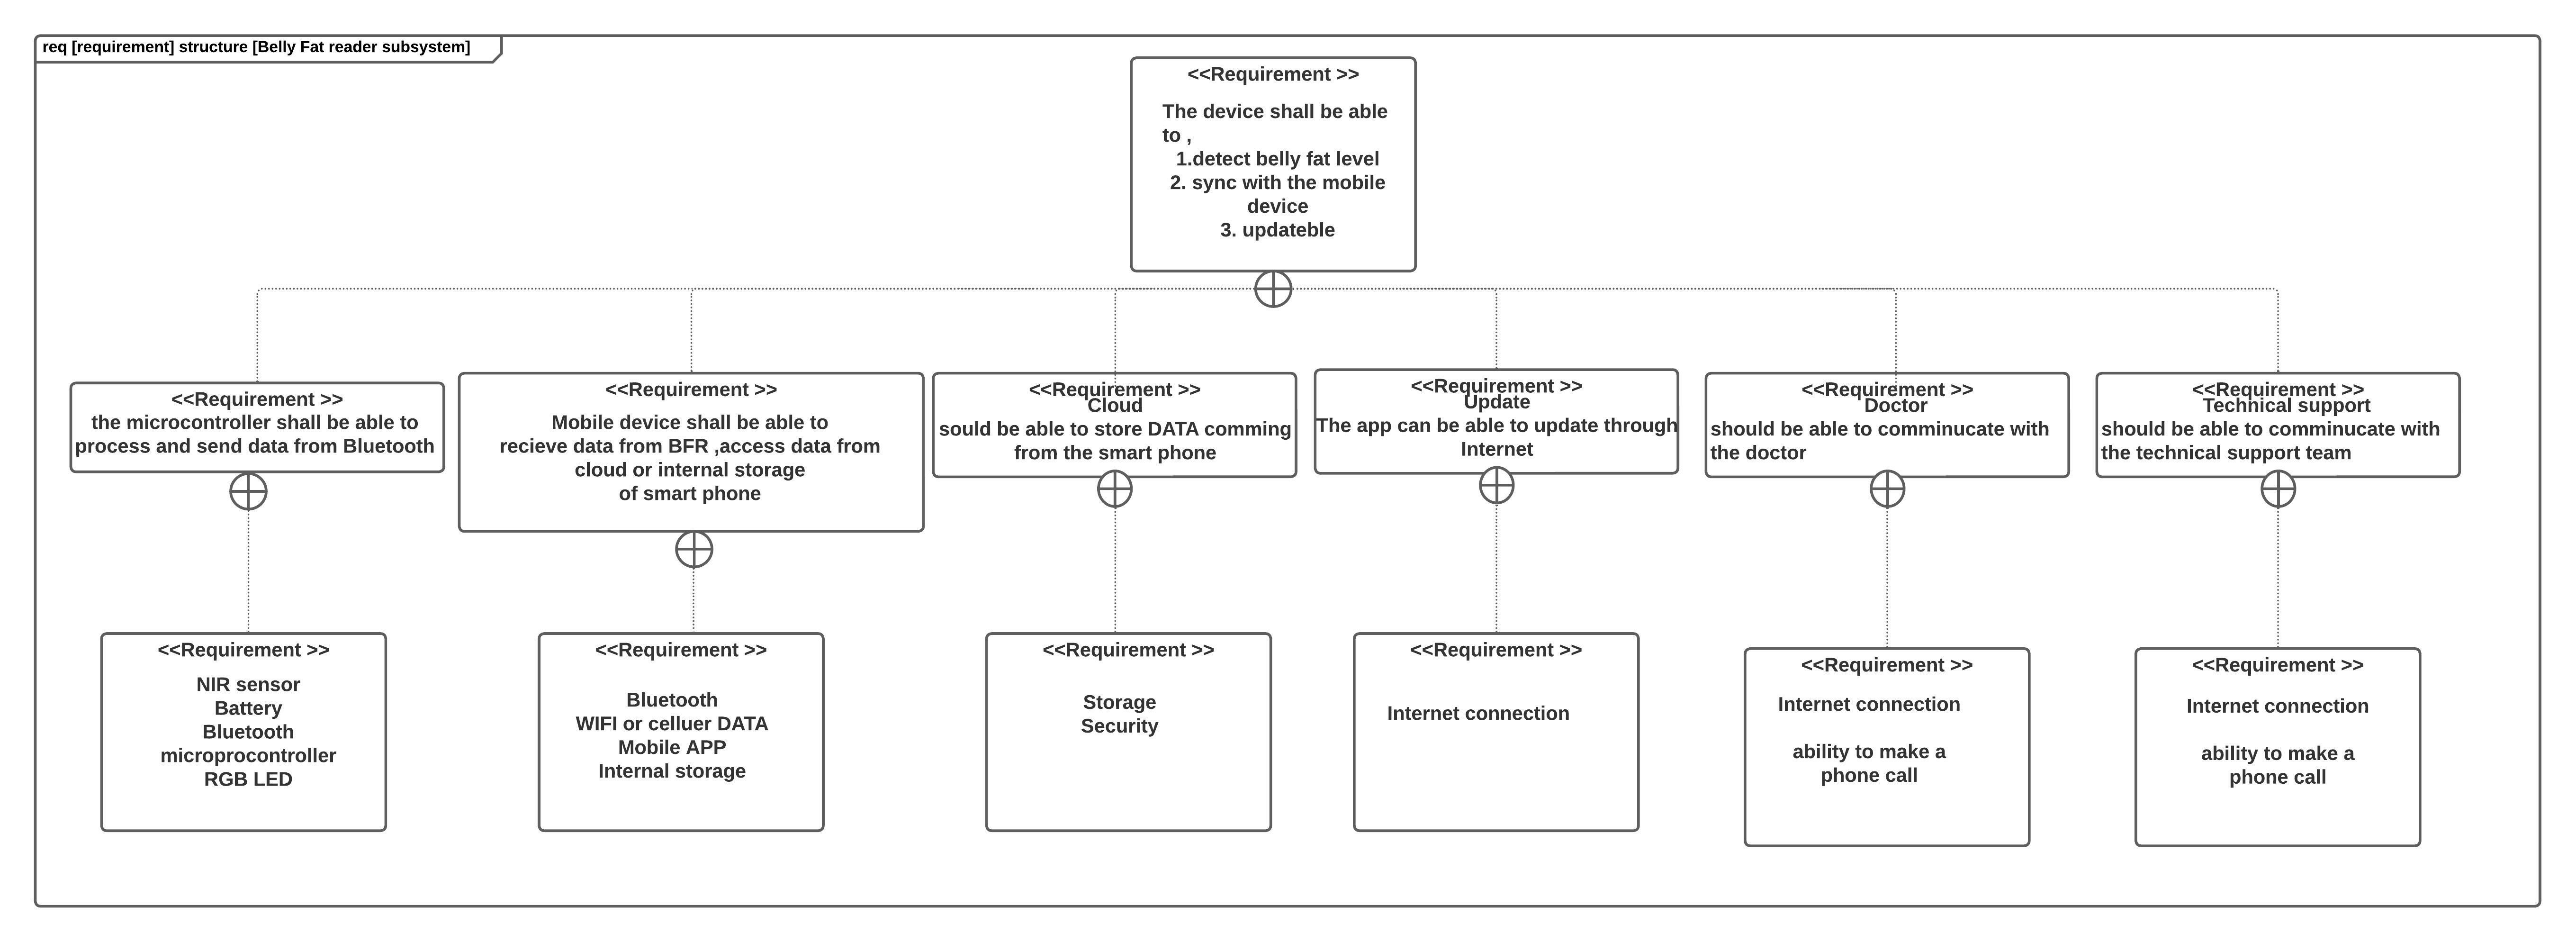 req [requirement] structure [Belly Fat reader subsystem]
<<Requirement >>
The device shall be able
to ,
1.detect belly fat level
2. sync with the mobile
device
3. updateble
<<Requirement >>
the microcontroller shall be able to
process and send data from Bluetooth
<<Requirement >>
Mobile device shall be able to
recieve data from BFR ,access data from
cloud or internal storage
of smart phone
<<Requirement >>
Cloud
sould be able to store DATA comming
from the smart phone
<<Requirement >>
Update
The app can be able to update through
Internet
<<Requirement >>
Doctor
should be able to comminucate with
the doctor
<<Requirement >>
Technical support
should be able to comminucate with
the technical support team
<<Requirement >>
NIR sensor
Battery
Bluetooth
microprocontroller
RGB LED
<<Requirement >>
Bluetooth
WIFI or celluer DATA
Mobile APP
Internal storage
<<Requirement >>
Storage
Security
<<Requirement >>
Internet connection
<<Requirement >>
Internet connection
ability to make a
phone call
<<Requirement >>
Internet connection
ability to make a
phone call